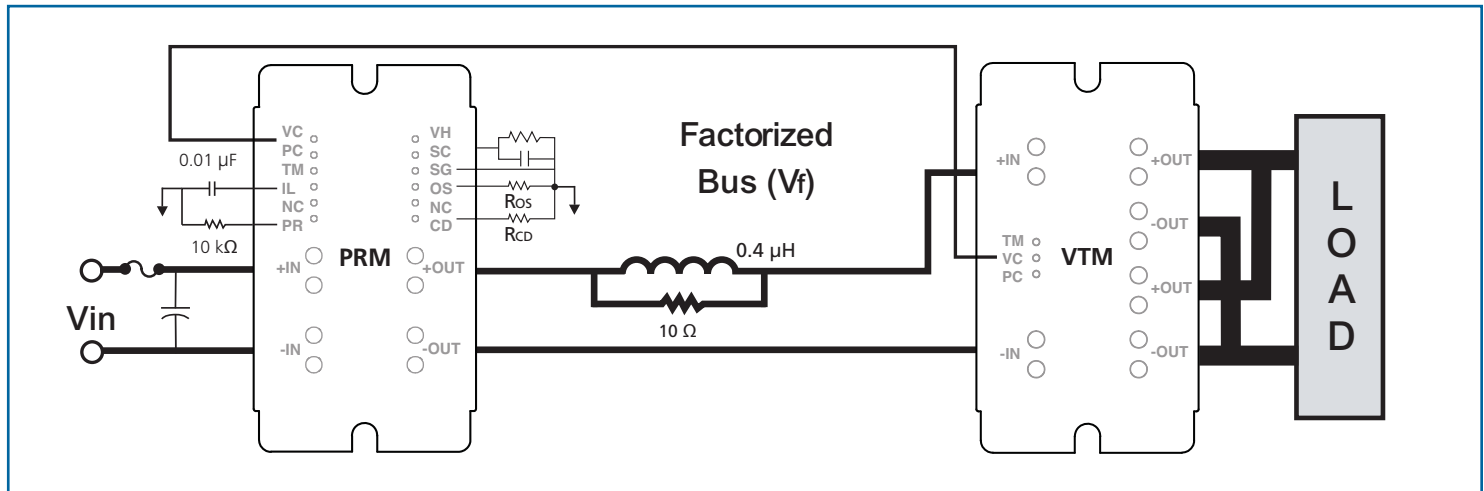 Factorized
Bus (Vf)
0.01 µF
10 kΩ
VC
PC
TM
IL
NC
PR
VH
SC
SG
OS
NC
CD
ROS
RCD
+IN
PRM
+OUT
-IN
-OUT
Vin
0.4 µH
10 Ω
+IN
TM
VC
PC
VTM
-IN
+OUT
-OUT
+OUT
-OUT
LOAD